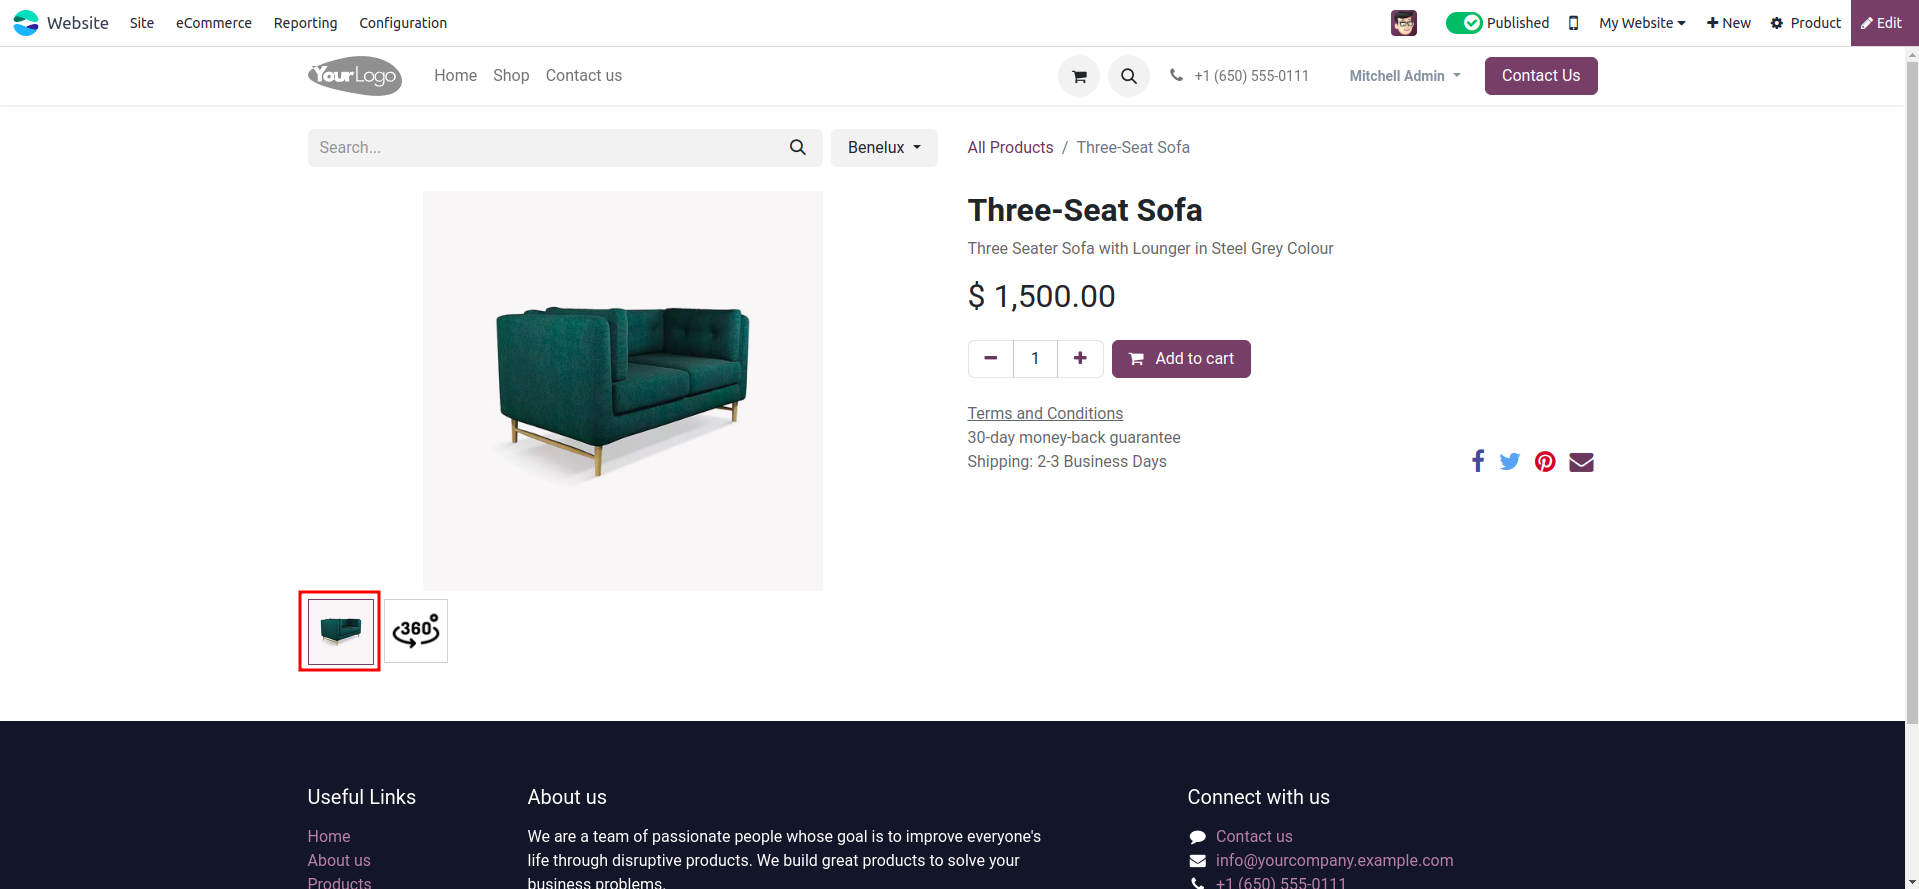 Website Site eCommerce Reporting Configuration Published My Website New Product Edit
YourLogo Home Shop Contact us +1 (650) 555-0111 Mitchell Admin Contact Us
Search... Benelux All Products / Three-Seat Sofa
Three-Seat Sofa
Three Seater Sofa with Lounger in Steel Grey Colour
$ 1,500.00
1 Add to cart
Terms and Conditions
30-day money-back guarantee
Shipping: 2-3 Business Days
360°
Useful Links
Home
About us
Products
About us
We are a team of passionate people whose goal is to improve everyone's
life through disruptive products. We build great products to solve your
business problems.
Connect with us
Contact us
info@yourcompany.example.com
+1 (650) 555-0111